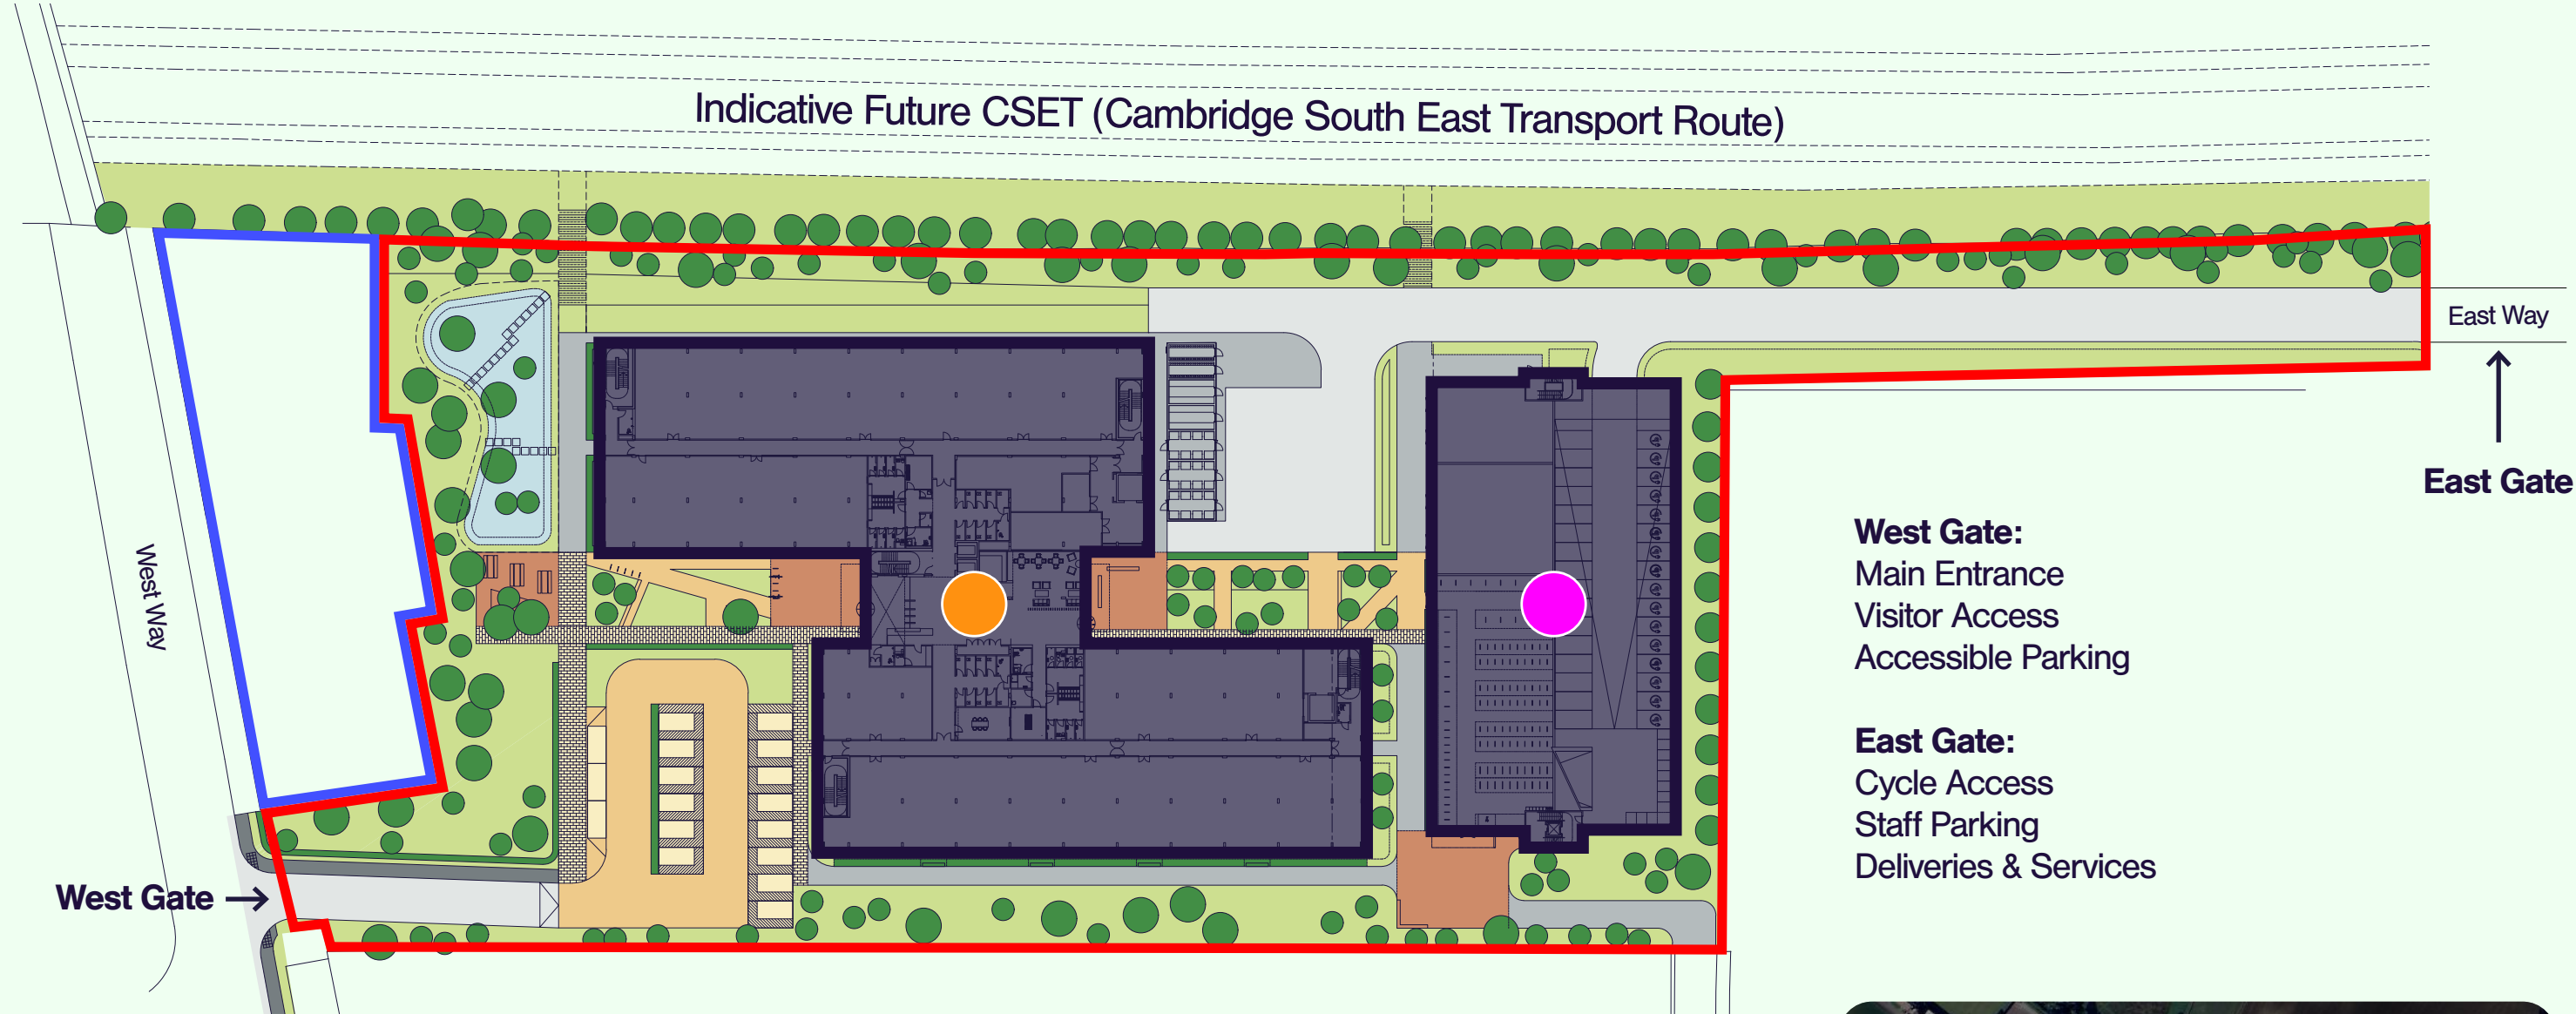 Indicative Future CSET (Cambridge South East Transport Route)
East Way
East Gate
West Way
West Gate
West Gate:
Main Entrance
Visitor Access
Accessible Parking
East Gate:
Cycle Access
Staff Parking
Deliveries & Services